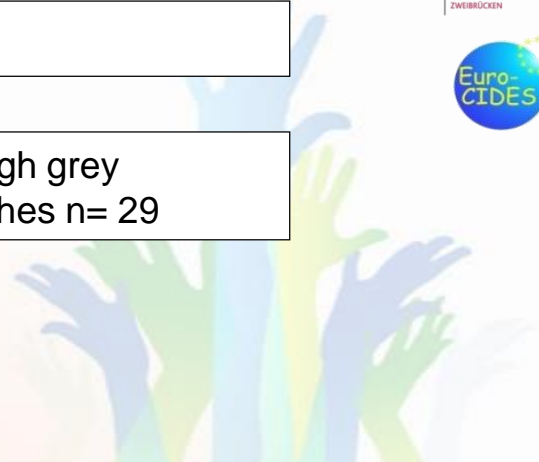 ZWEIBRÜCKEN
Euro-
CIDES
gh grey
hes n= 29